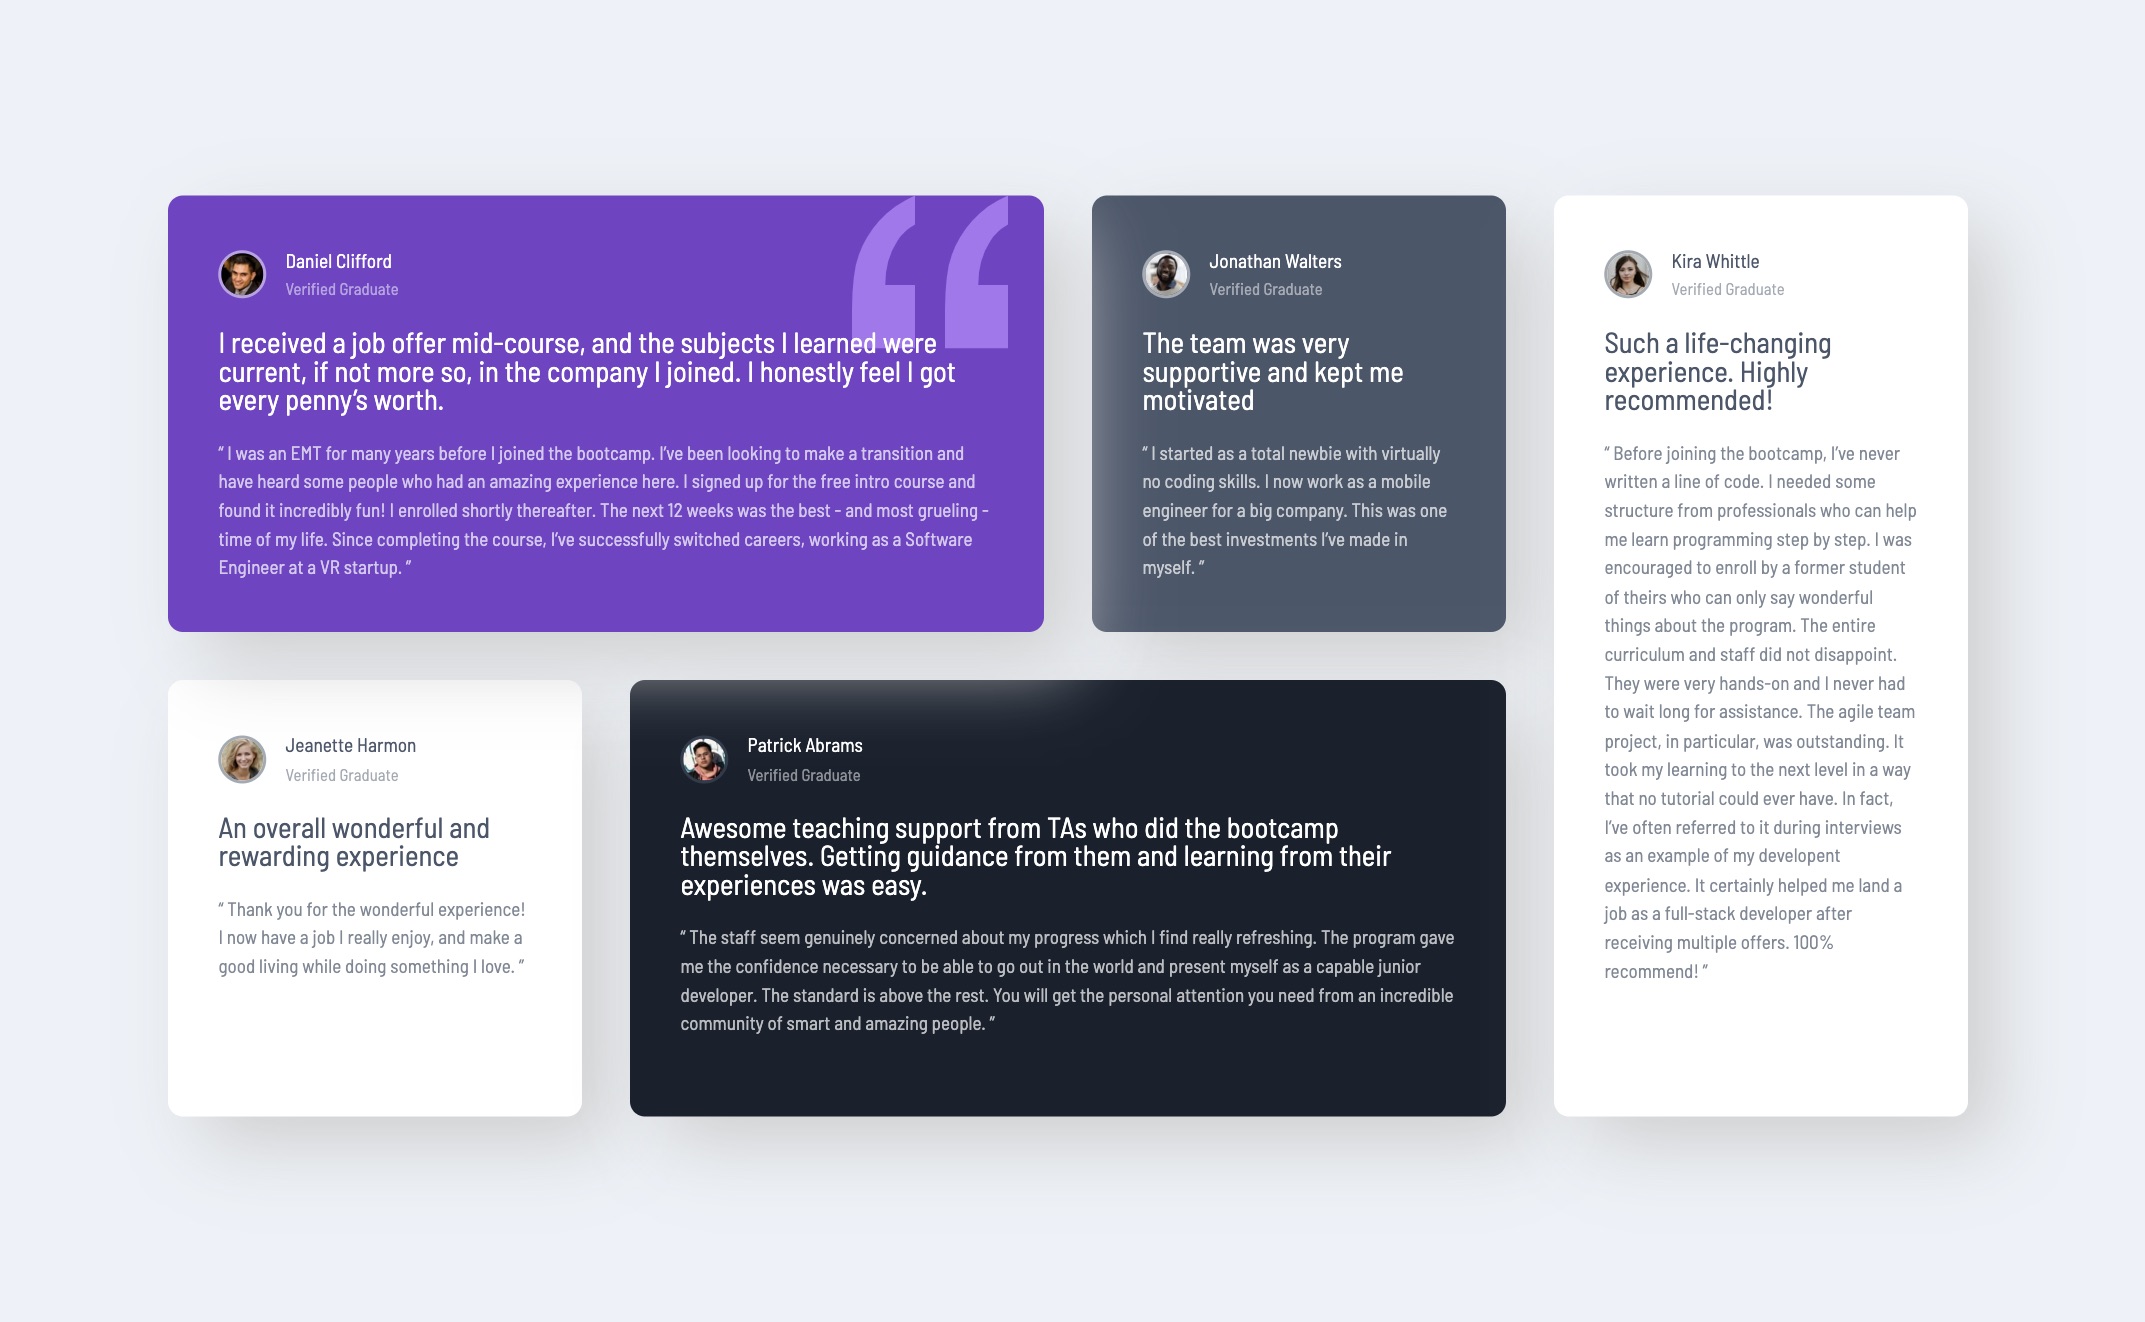 Daniel Clifford
Verified Graduate
I received a job offer mid-course, and the subjects I learned were
current, if not more so, in the company I joined. I honestly feel I got
every penny’s worth.
“ I was an EMT for many years before I joined the bootcamp. I’ve been looking to make a transition and
have heard some people who had an amazing experience here. I signed up for the free intro course and
found it incredibly fun! I enrolled shortly thereafter. The next 12 weeks was the best - and most grueling -
time of my life. Since completing the course, I’ve successfully switched careers, working as a Software
Engineer at a VR startup. ”
Jonathan Walters
Verified Graduate
The team was very
supportive and kept me
motivated
“ I started as a total newbie with virtually
no coding skills. I now work as a mobile
engineer for a big company. This was one
of the best investments I’ve made in
myself. ”
Kira Whittle
Verified Graduate
Such a life-changing
experience. Highly
recommended!
“ Before joining the bootcamp, I’ve never
written a line of code. I needed some
structure from professionals who can help
me learn programming step by step. I was
encouraged to enroll by a former student
of theirs who can only say wonderful
things about the program. The entire
curriculum and staff did not disappoint.
They were very hands-on and I never had
to wait long for assistance. The agile team
project, in particular, was outstanding. It
took my learning to the next level in a way
that no tutorial could ever have. In fact,
I’ve often referred to it during interviews
as an example of my developent
experience. It certainly helped me land a
job as a full-stack developer after
receiving multiple offers. 100%
recommend! ”
Jeanette Harmon
Verified Graduate
An overall wonderful and
rewarding experience
“ Thank you for the wonderful experience!
I now have a job I really enjoy, and make a
good living while doing something I love. ”
Patrick Abrams
Verified Graduate
Awesome teaching support from TAs who did the bootcamp
themselves. Getting guidance from them and learning from their
experiences was easy.
“ The staff seem genuinely concerned about my progress which I find really refreshing. The program gave
me the confidence necessary to be able to go out in the world and present myself as a capable junior
developer. The standard is above the rest. You will get the personal attention you need from an incredible
community of smart and amazing people. ”